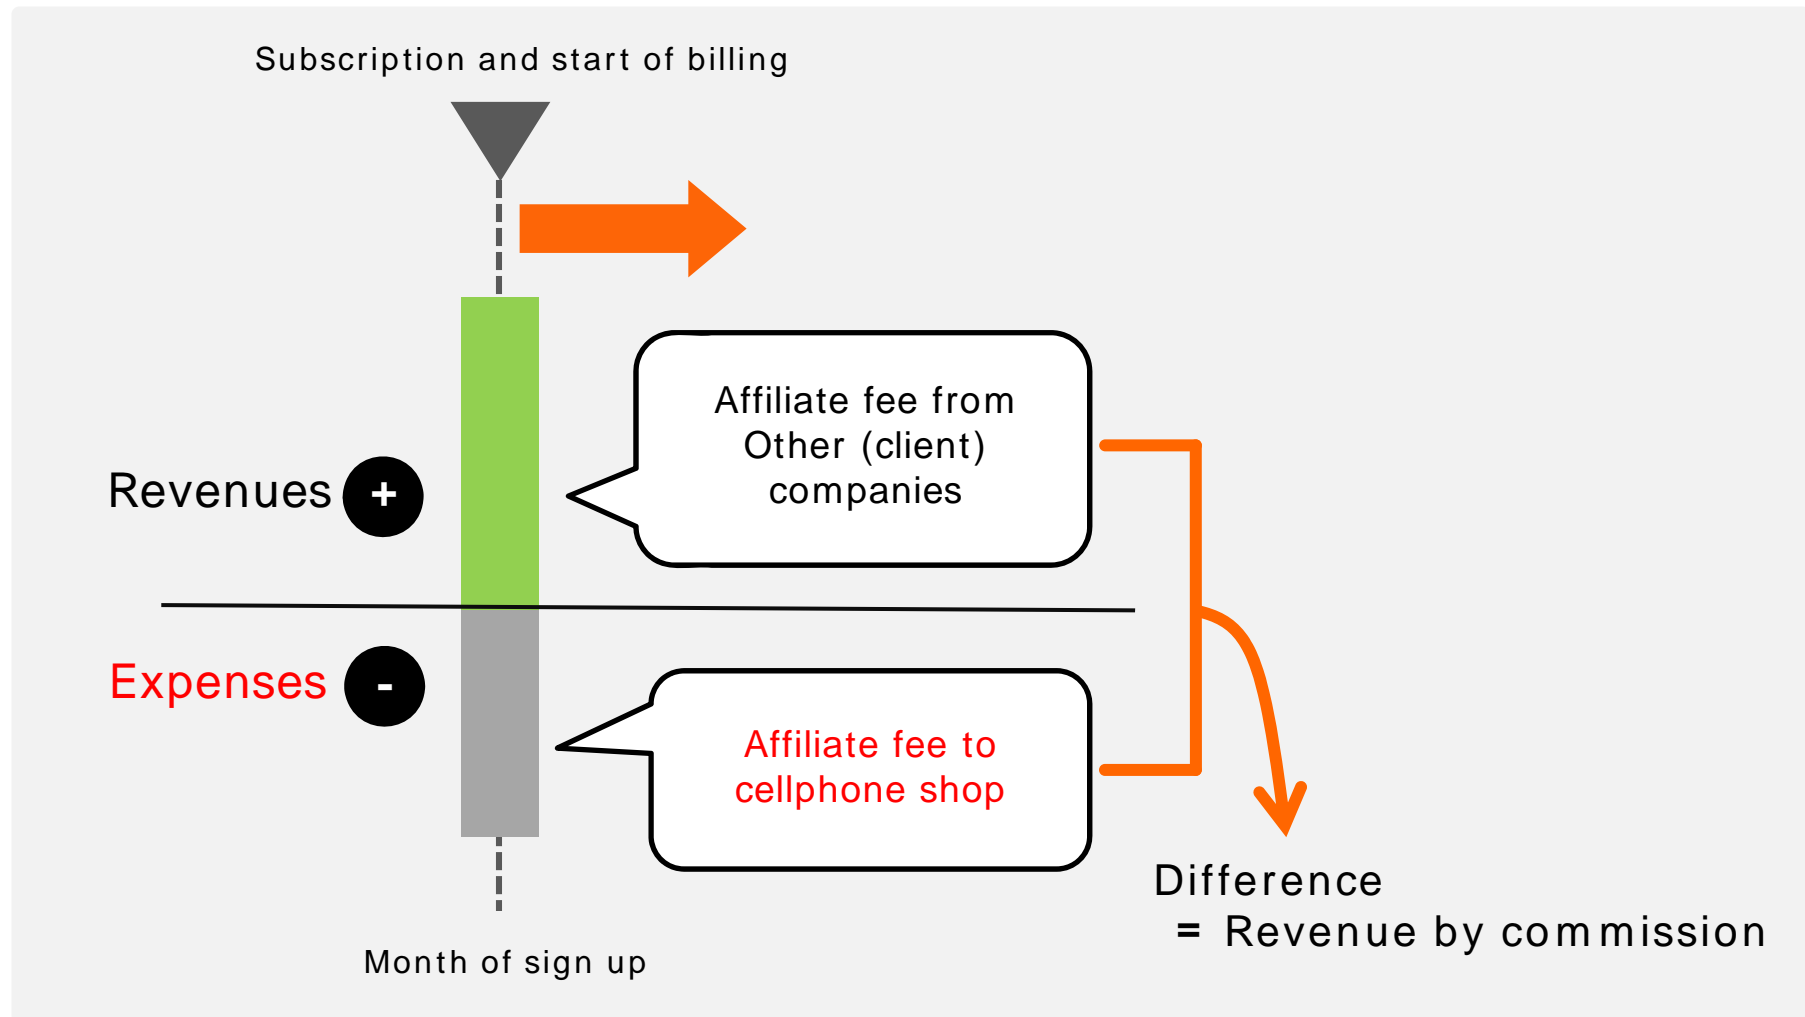 Subscription and start of billing
Affiliate fee from
Other (client)
companies
Revenues +
Expenses -
Affiliate fee to
cellphone shop
Difference
= Revenue by commission
Month of sign up